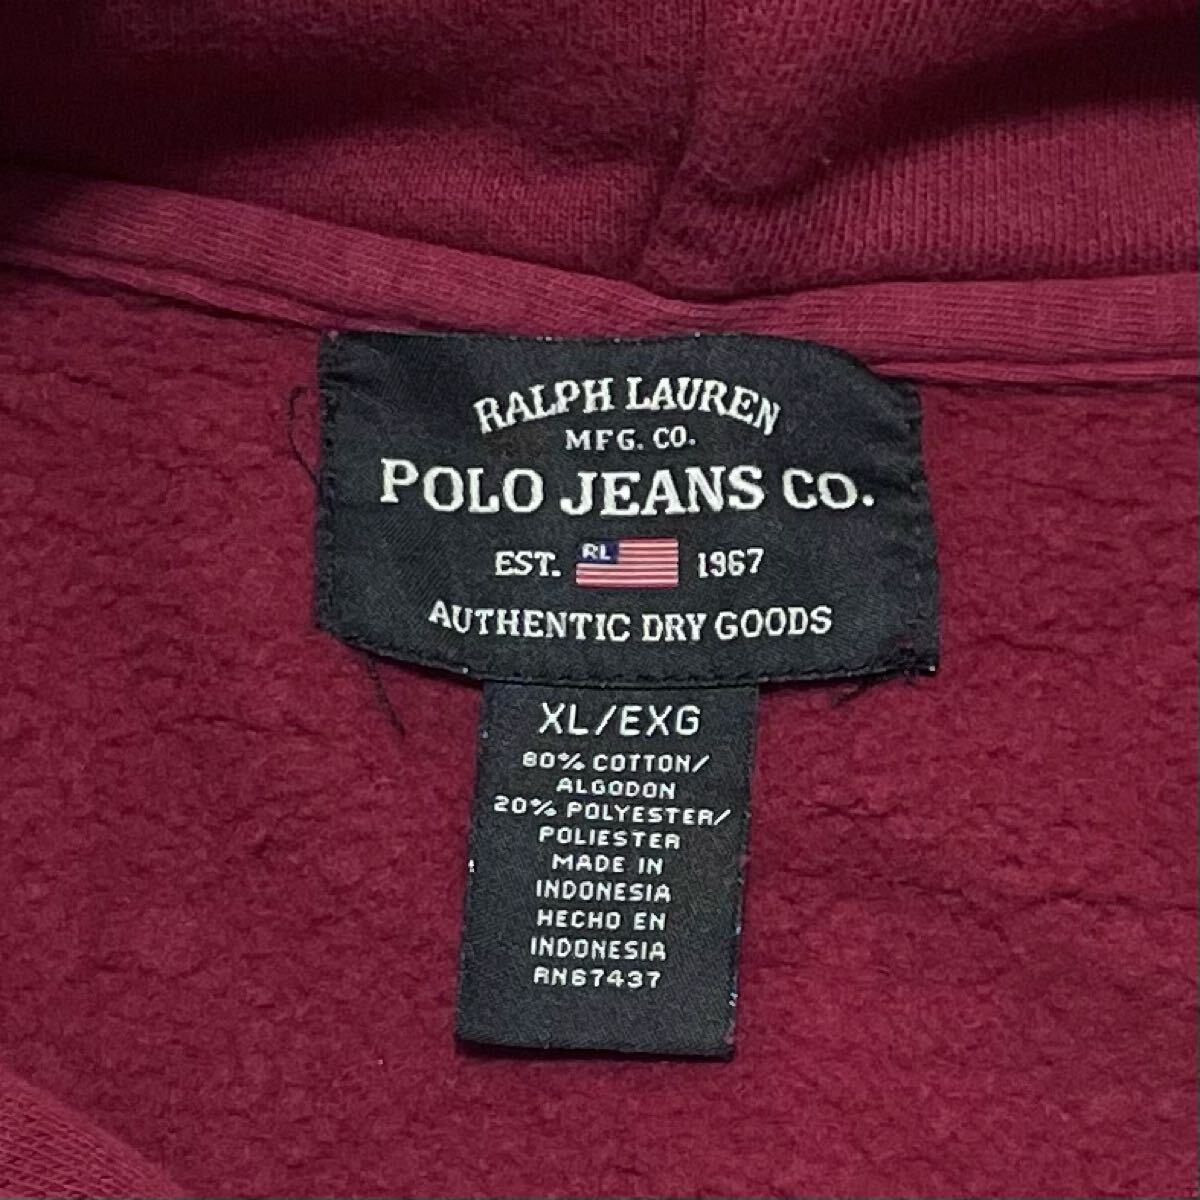 RALPH LAUREN
MFG. CO.
POLO JEANS CO.
EST. RL 1967
AUTHENTIC DRY GOODS
XL/EXG
80% COTTON/
ALGODON
20% POLYESTER/
POLIESTER
MADE IN
INDONESIA
HECHO EN
INDONESIA
RN67437